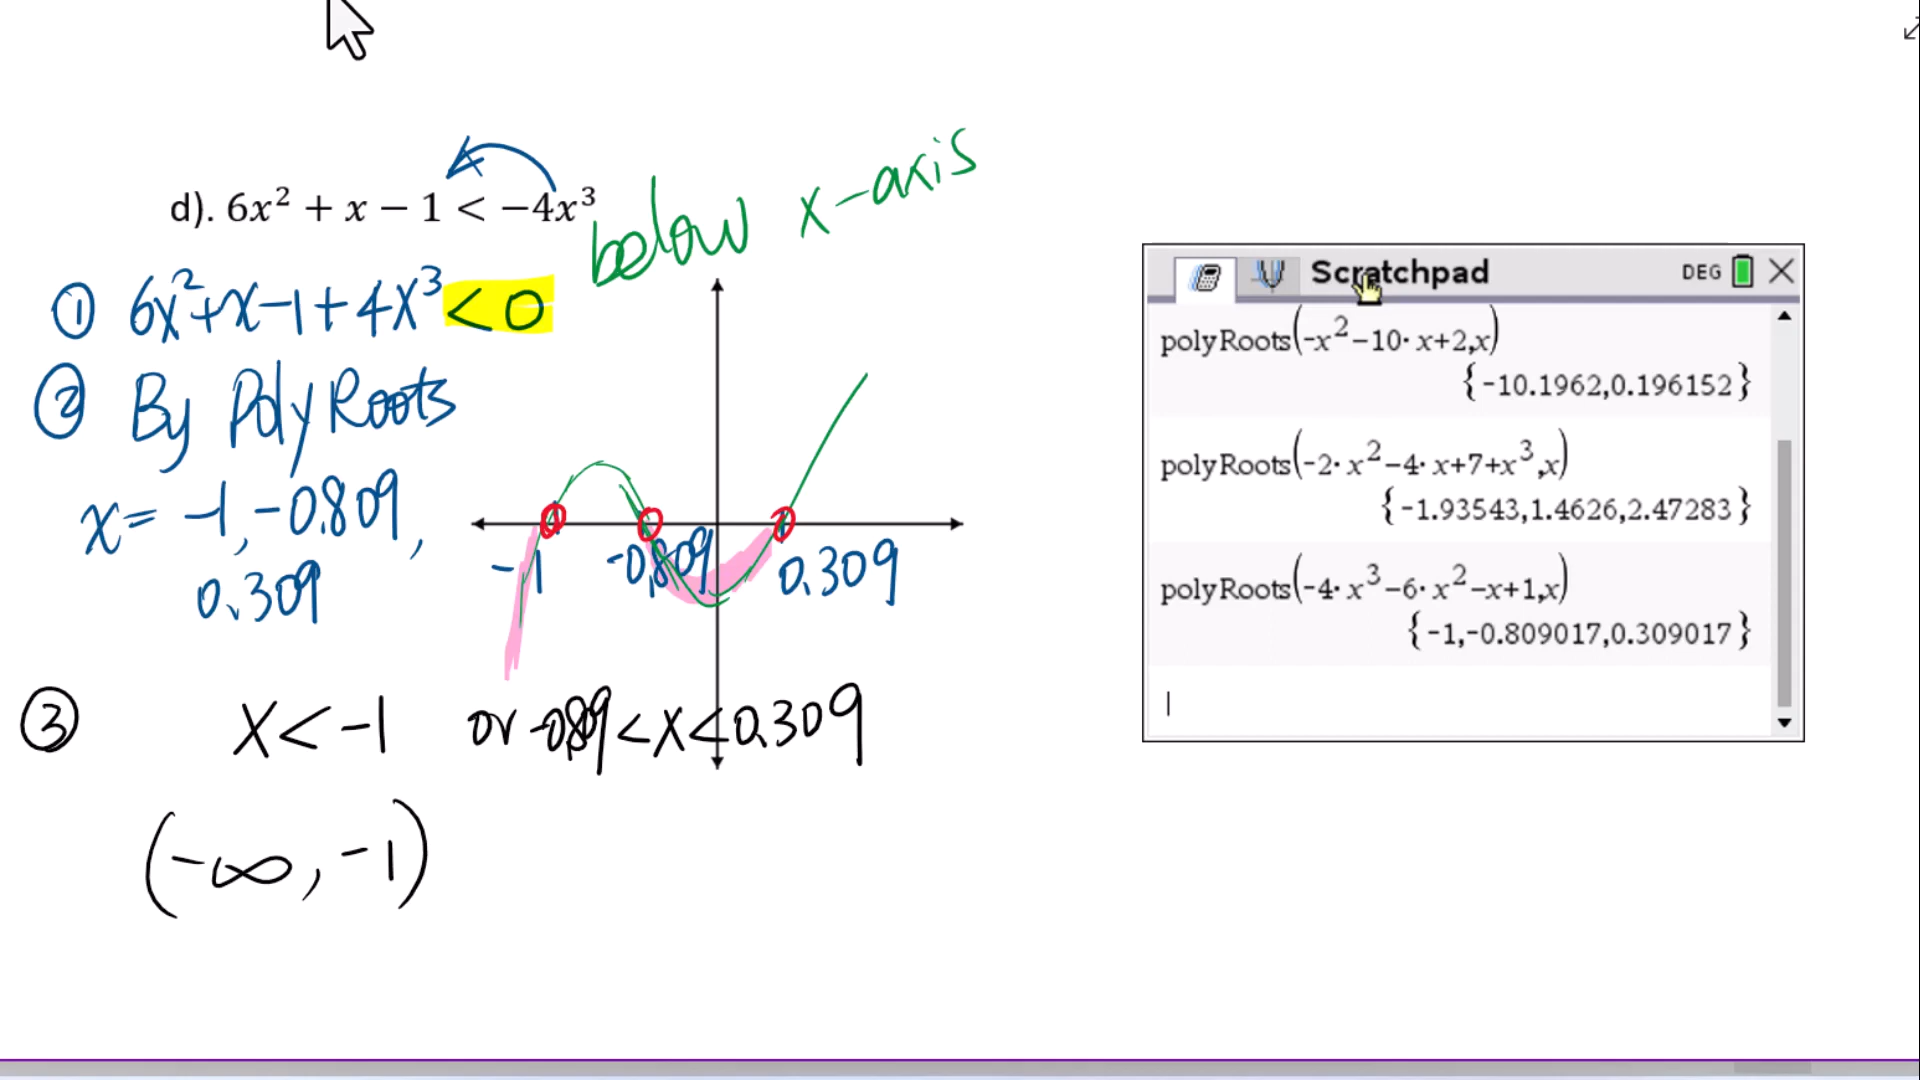 d). 6x² + x − 1 < −4x³
below x-axis
① 6x²+x-1+4x³ < 0
② By PolyRoots
x = -1, -0.809,
0.309
-1 -0.809 0.309
③ x < -1 or -0.809 < x < 0.309
(-∞, -1)
Scratchpad DEG
polyRoots(-x²-10·x+2,x)
{-10.1962,0.196152}
polyRoots(-2·x²-4·x+7+x³,x)
{-1.93543,1.4626,2.47283}
polyRoots(-4·x³-6·x²-x+1,x)
{-1,-0.809017,0.309017}